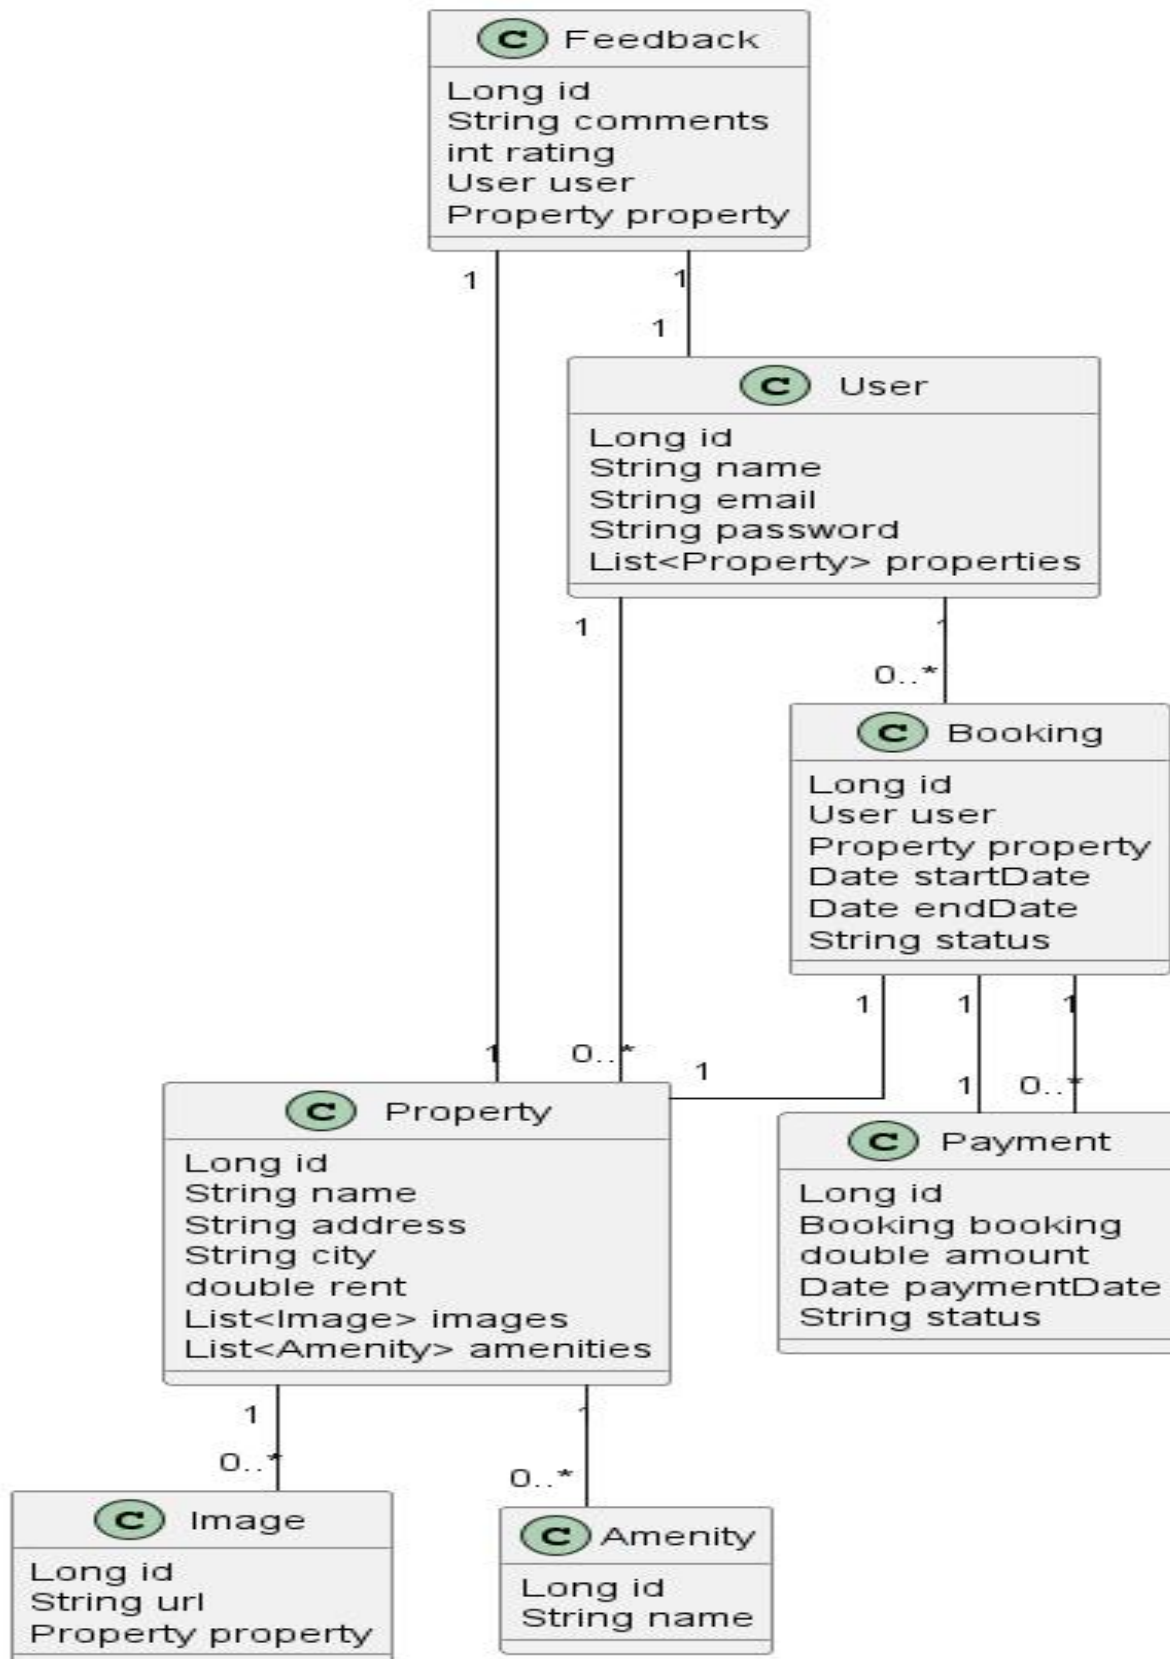 C Feedback
Long id
String comments
int rating
User user
Property property
1
1
1
C User
Long id
String name
String email
String password
List<Property> properties
1
1
0..*
C Booking
Long id
User user
Property property
Date startDate
Date endDate
String status
1
1
1
1
0..*
1
1
0..*
C Property
Long id
String name
String address
String city
double rent
List<Image> images
List<Amenity> amenities
C Payment
Long id
Booking booking
double amount
Date paymentDate
String status
1
1
0..*
0..*
C Image
Long id
String url
Property property
C Amenity
Long id
String name